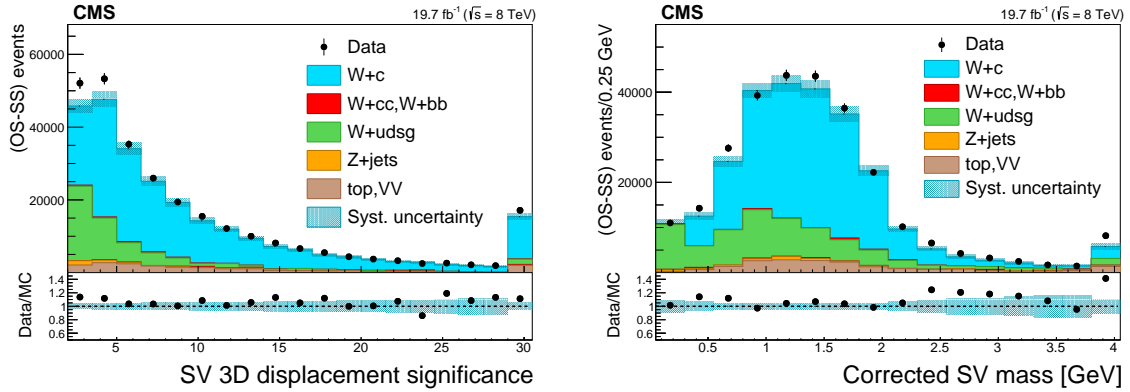 CMS
19.7 fb⁻¹ (√s = 8 TeV)
(OS-SS) events
60000
40000
20000
Data
W+c
W+cc,W+bb
W+udsg
Z+jets
top,VV
Syst. uncertainty
Data/MC
1.4
1.2
1.0
0.8
0.6
5 10 15 20 25 30
SV 3D displacement significance
CMS
19.7 fb⁻¹ (√s = 8 TeV)
(OS-SS) events/0.25 GeV
40000
20000
Data
W+c
W+cc,W+bb
W+udsg
Z+jets
top,VV
Syst. uncertainty
Data/MC
1.4
1.2
1.0
0.8
0.6
0.5 1 1.5 2 2.5 3 3.5 4
Corrected SV mass [GeV]